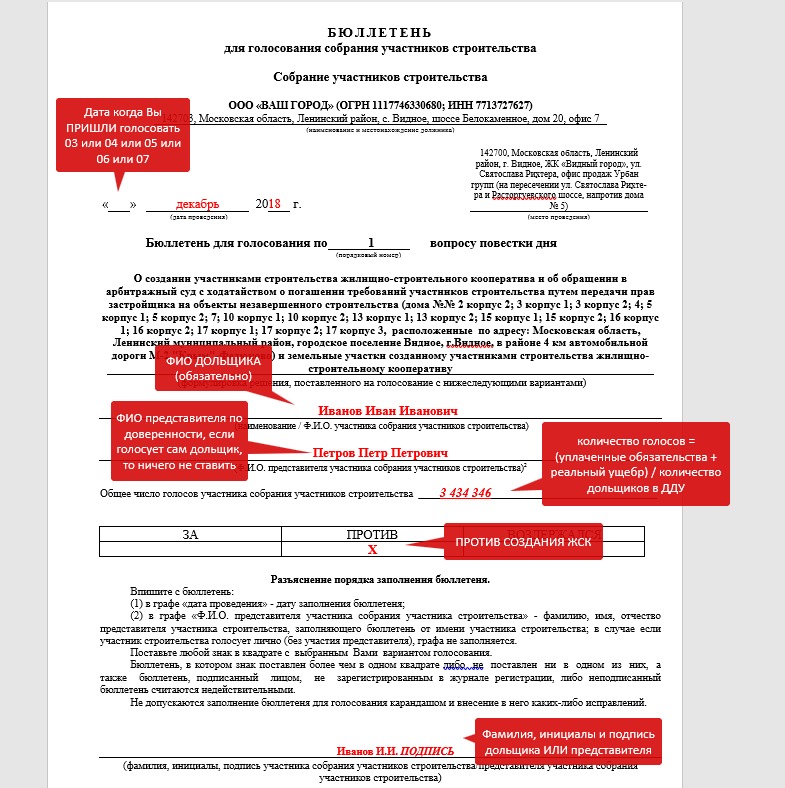 БЮЛЛЕТЕНЬ
для голосования собрания участников строительства
Собрание участников строительства
ООО «ВАШ ГОРОД» (ОГРН 1117746330680; ИНН 7713727627)
142703, Московская область, Ленинский район, с. Видное, шоссе Белокаменное, дом 20, офис 7
(наименование и местонахождение должника)
Дата когда Вы
ПРИШЛИ голосовать
03 или 04 или 05 или
06 или 07
142700, Московская область, Ленинский
район, г. Видное, ЖК «Видный город», ул.
Святослава Рихтера, офис продаж Урбан
групп (на пересечении ул. Святослава Рихте-
ра и Расторгуевского шоссе, напротив дома
№ 5)
(место проведения)
«___» декабрь 2018 г.
(дата проведения)
Бюллетень для голосования по 1 вопросу повестки дня
(порядковый номер)
О создании участниками строительства жилищно-строительного кооператива и об обращении в
арбитражный суд с ходатайством о погашении требований участников строительства путем передачи прав
застройщика на объекты незавершенного строительства (дома №№ 2 корпус 2; 3 корпус 1; 3 корпус 2; 4; 5
корпус 1; 5 корпус 2; 7; 10 корпус 1; 10 корпус 2; 13 корпус 1; 13 корпус 2; 15 корпус 1; 15 корпус 2; 16 корпус
1; 16 корпус 2; 17 корпус 1; 17 корпус 2; 17 корпус 3, расположенные по адресу: Московская область,
Ленинский муниципальный район, городское поселение Видное, г.Видное, в районе 4 км автомобильной
дороги М- ) и земельные участки созданному участниками строительства жилищно-
строительному кооперативу
решения, поставленного на голосование с нижеследующими вариантами)
ФИО ДОЛЬЩИКА
(обязательно)
Иванов Иван Иванович
(наименование / Ф.И.О. участника собрания участников строительства)
ФИО представителя по
доверенности, если
голосует сам дольщик,
то ничего не ставить
Петров Петр Петрович
(Ф.И.О. представителя участника собрания участников строительства)²
количество голосов =
(уплаченные обязательства +
реальный ущебр) / количество
дольщиков в ДДУ
Общее число голосов участника собрания участников строительства 3 434 346
ЗА ПРОТИВ ВОЗДЕРЖАЛСЯ
X
ПРОТИВ СОЗДАНИЯ ЖСК
Разъяснение порядка заполнения бюллетеня.
Впишите с бюллетень:
(1) в графе «дата проведения» - дату заполнения бюллетеня;
(2) в графе «Ф.И.О. представителя участника собрания участника строительства» - фамилию, имя, отчество
представителя участника строительства, заполняющего бюллетень от имени участника строительства; в случае если
участник строительства голосует лично (без участия представителя), графа не заполняется.
Поставьте любой знак в квадрате с выбранным Вами вариантом голосования.
Бюллетень, в котором знак поставлен более чем в одном квадрате либо не поставлен ни в одном из них, а
также бюллетень, подписанный лицом, не зарегистрированным в журнале регистрации, либо неподписанный
бюллетень считаются недействительными.
Не допускаются заполнение бюллетеня для голосования карандашом и внесение в него каких-либо исправлений.
Фамилия, инициалы и подпись
дольщика ИЛИ представителя
Иванов И.И. ПОДПИСЬ
(фамилия, инициалы, подпись участника собрания участников строительства/представителя участника собрания
участников строительства)